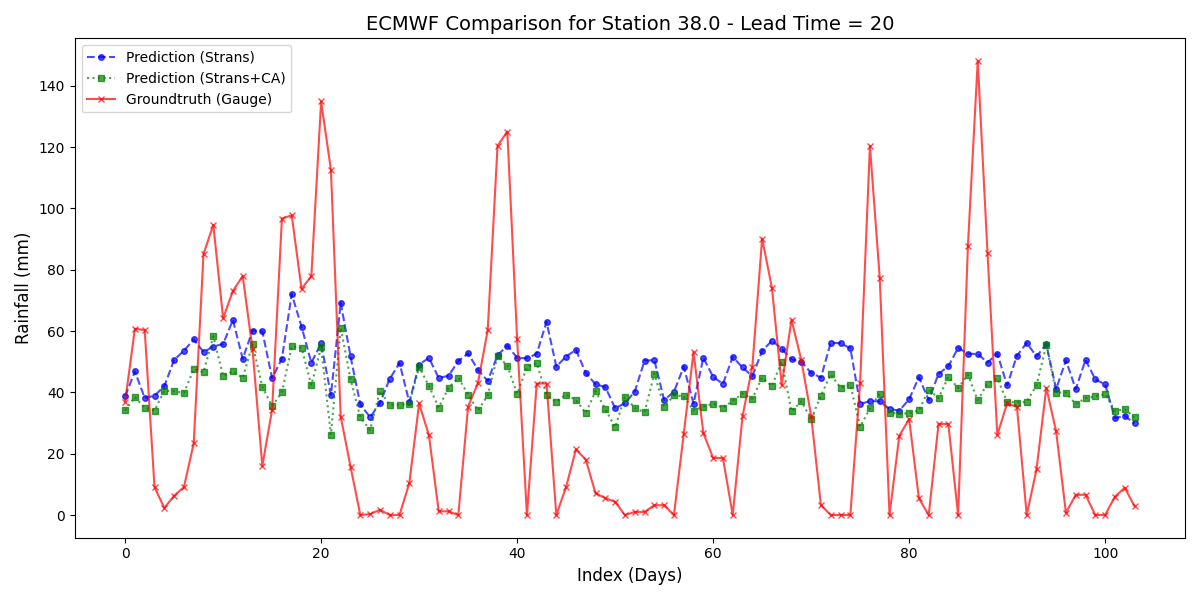 ECMWF Comparison for Station 38.0 - Lead Time = 20
Prediction (Strans)
Prediction (Strans+CA)
Groundtruth (Gauge)
Rainfall (mm)
140
120
100
80
60
40
20
0
0 20 40 60 80 100
Index (Days)